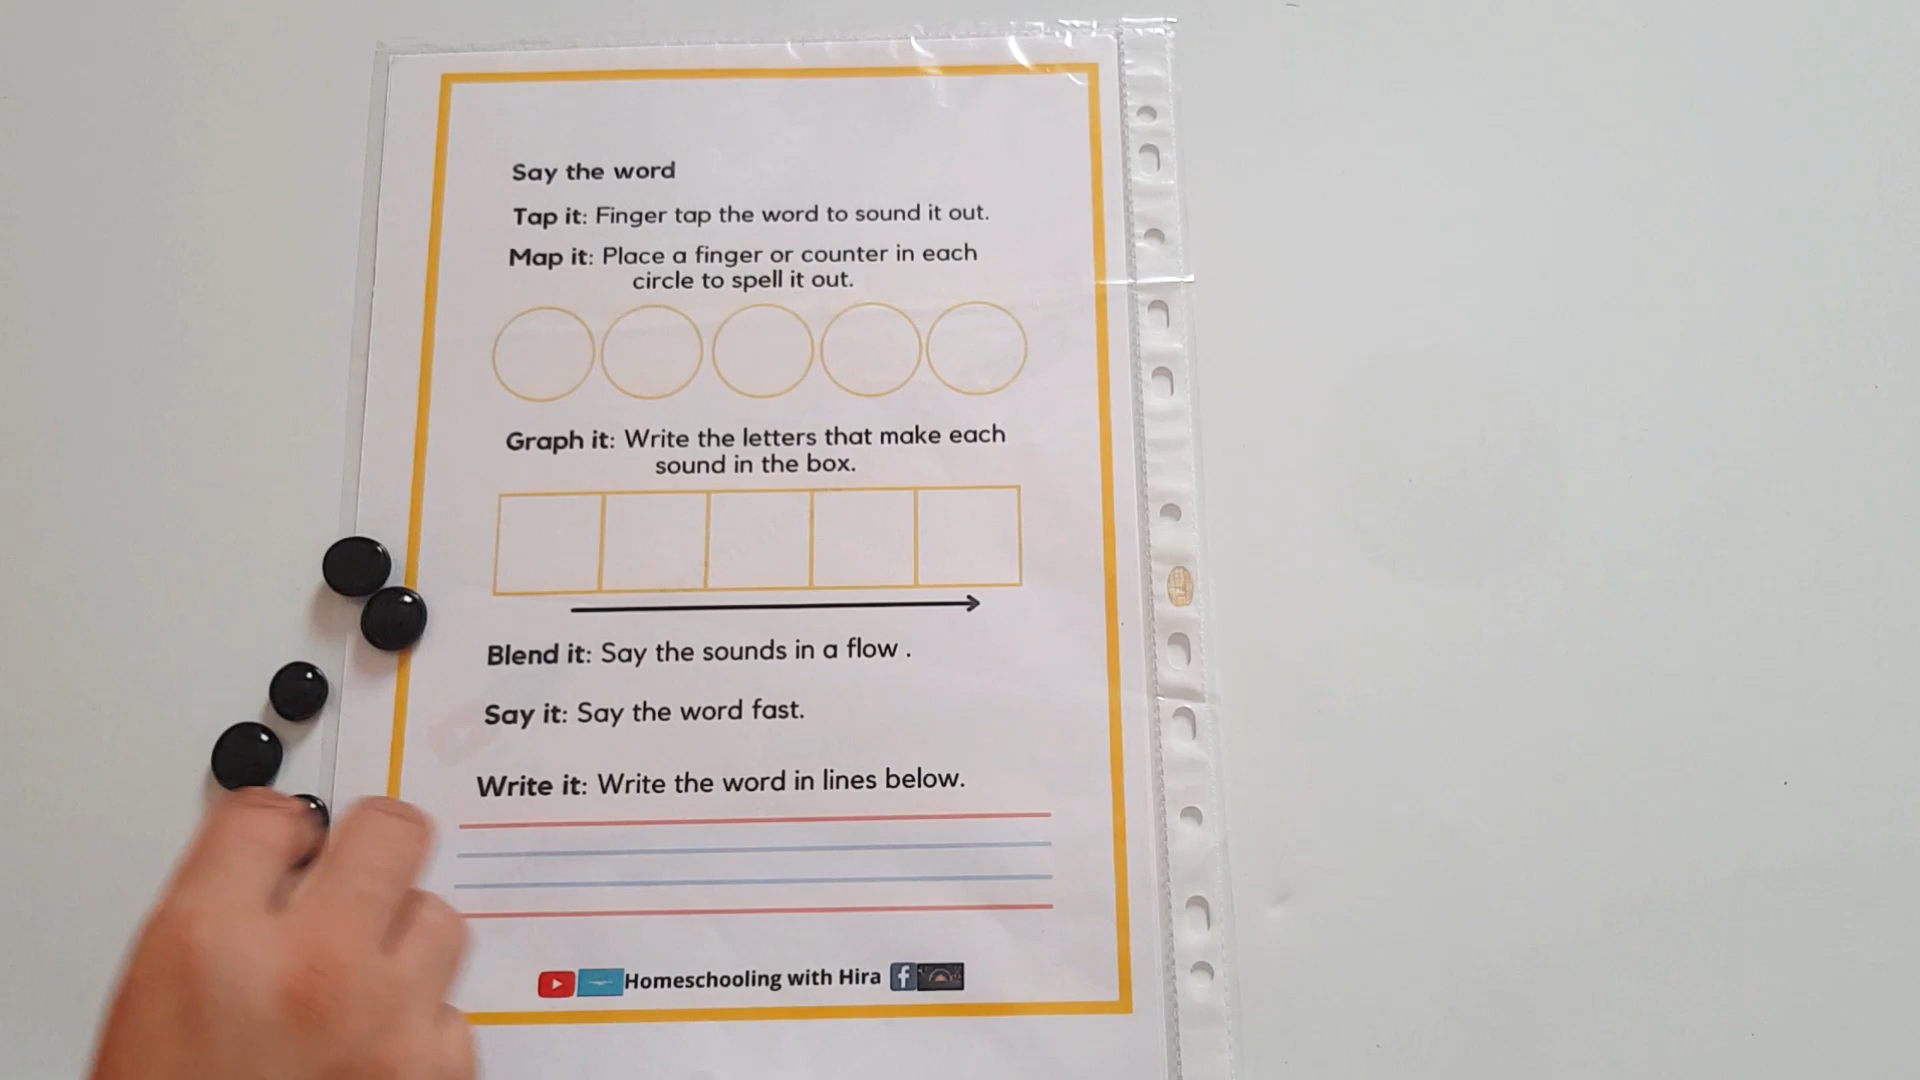 Say the word
Tap it: Finger tap the word to sound it out.
Map it: Place a finger or counter in each
circle to spell it out.
Graph it: Write the letters that make each
sound in the box.
Blend it: Say the sounds in a flow .
Say it: Say the word fast.
Write it: Write the word in lines below.
Homeschooling with Hira f